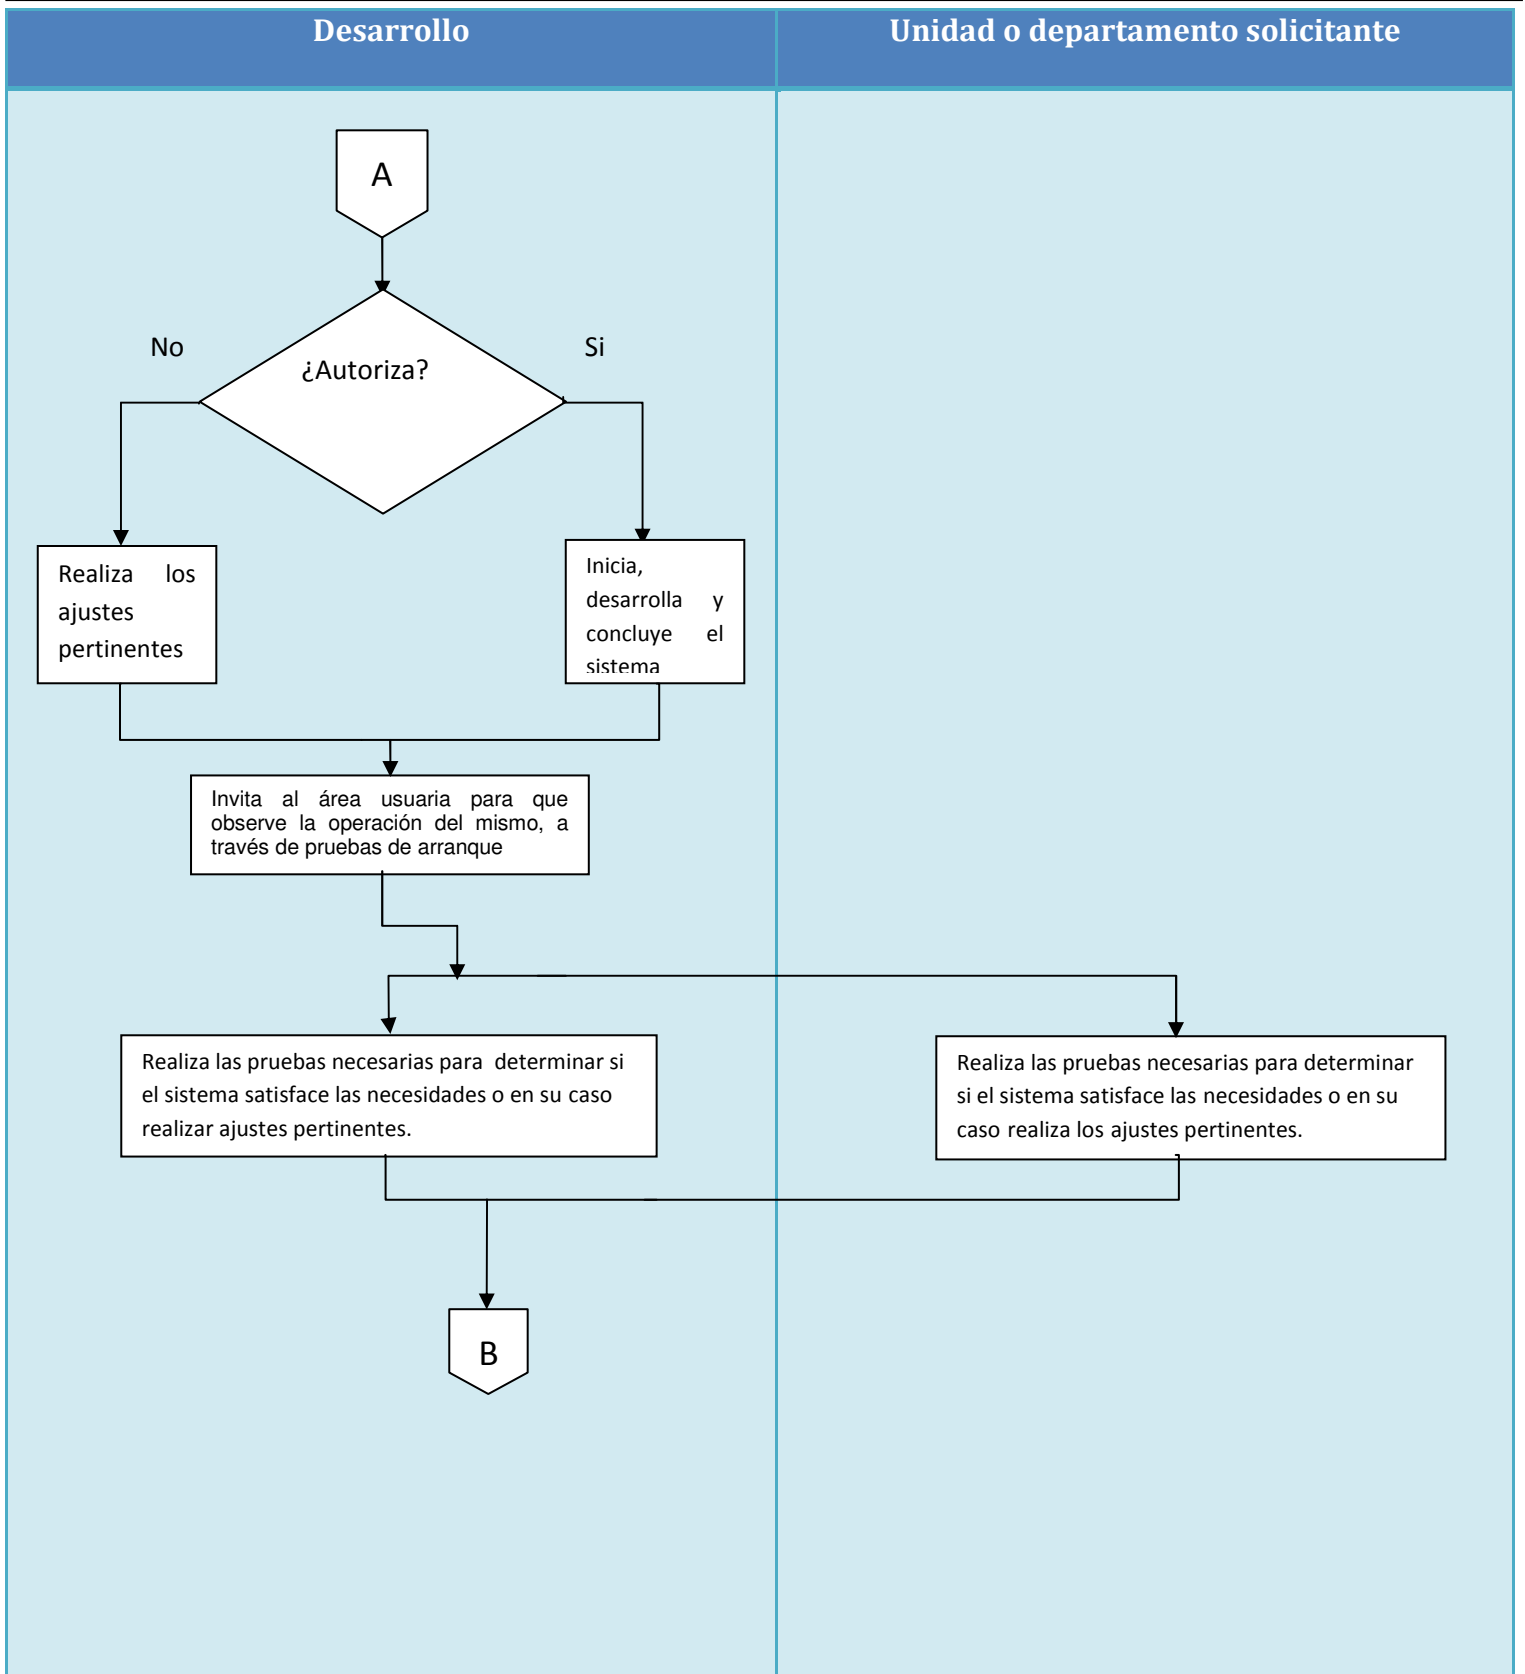 Desarrollo
Unidad o departamento solicitante
A
No
Si
¿Autoriza?
Realiza los
ajustes
pertinentes
Inicia,
desarrolla y
concluye el
sistema
Invita al área usuaria para que
observe la operación del mismo, a
través de pruebas de arranque
Realiza las pruebas necesarias para determinar si
el sistema satisface las necesidades o en su caso
realizar ajustes pertinentes.
Realiza las pruebas necesarias para determinar
si el sistema satisface las necesidades o en su
caso realiza los ajustes pertinentes.
B